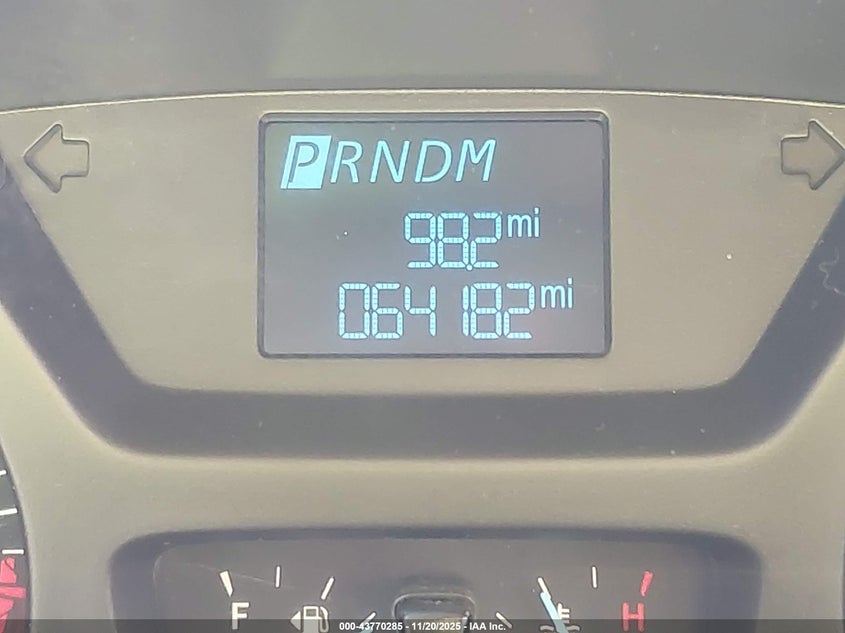 PRNDM
98.2 mi
064182 mi
F H
000-43770285 - 11/20/2025 - IAA Inc.